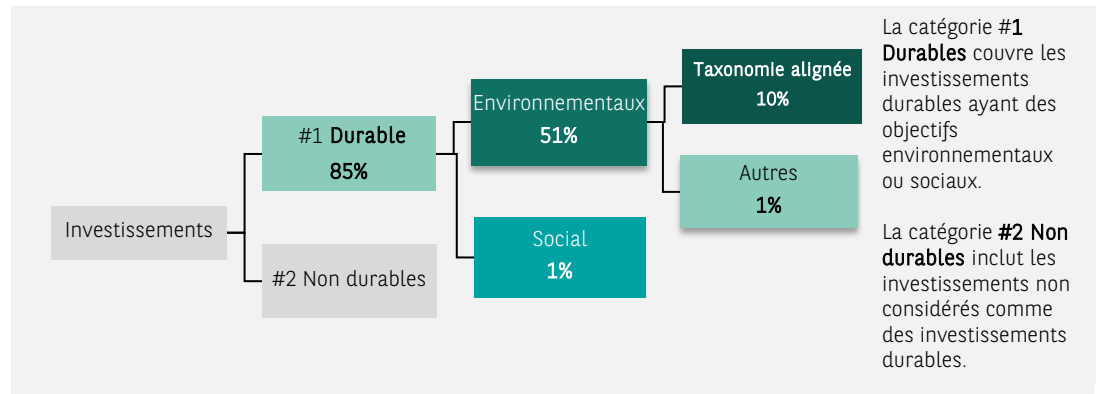 Investissements
#1 Durable
85%
#2 Non durables
Environnementaux
51%
Social
1%
Taxonomie alignée
10%
Autres
1%
La catégorie #1
Durables couvre les
investissements
durables ayant des
objectifs
environnementaux
ou sociaux.
La catégorie #2 Non
durables inclut les
investissements non
considérés comme
des investissements
durables.